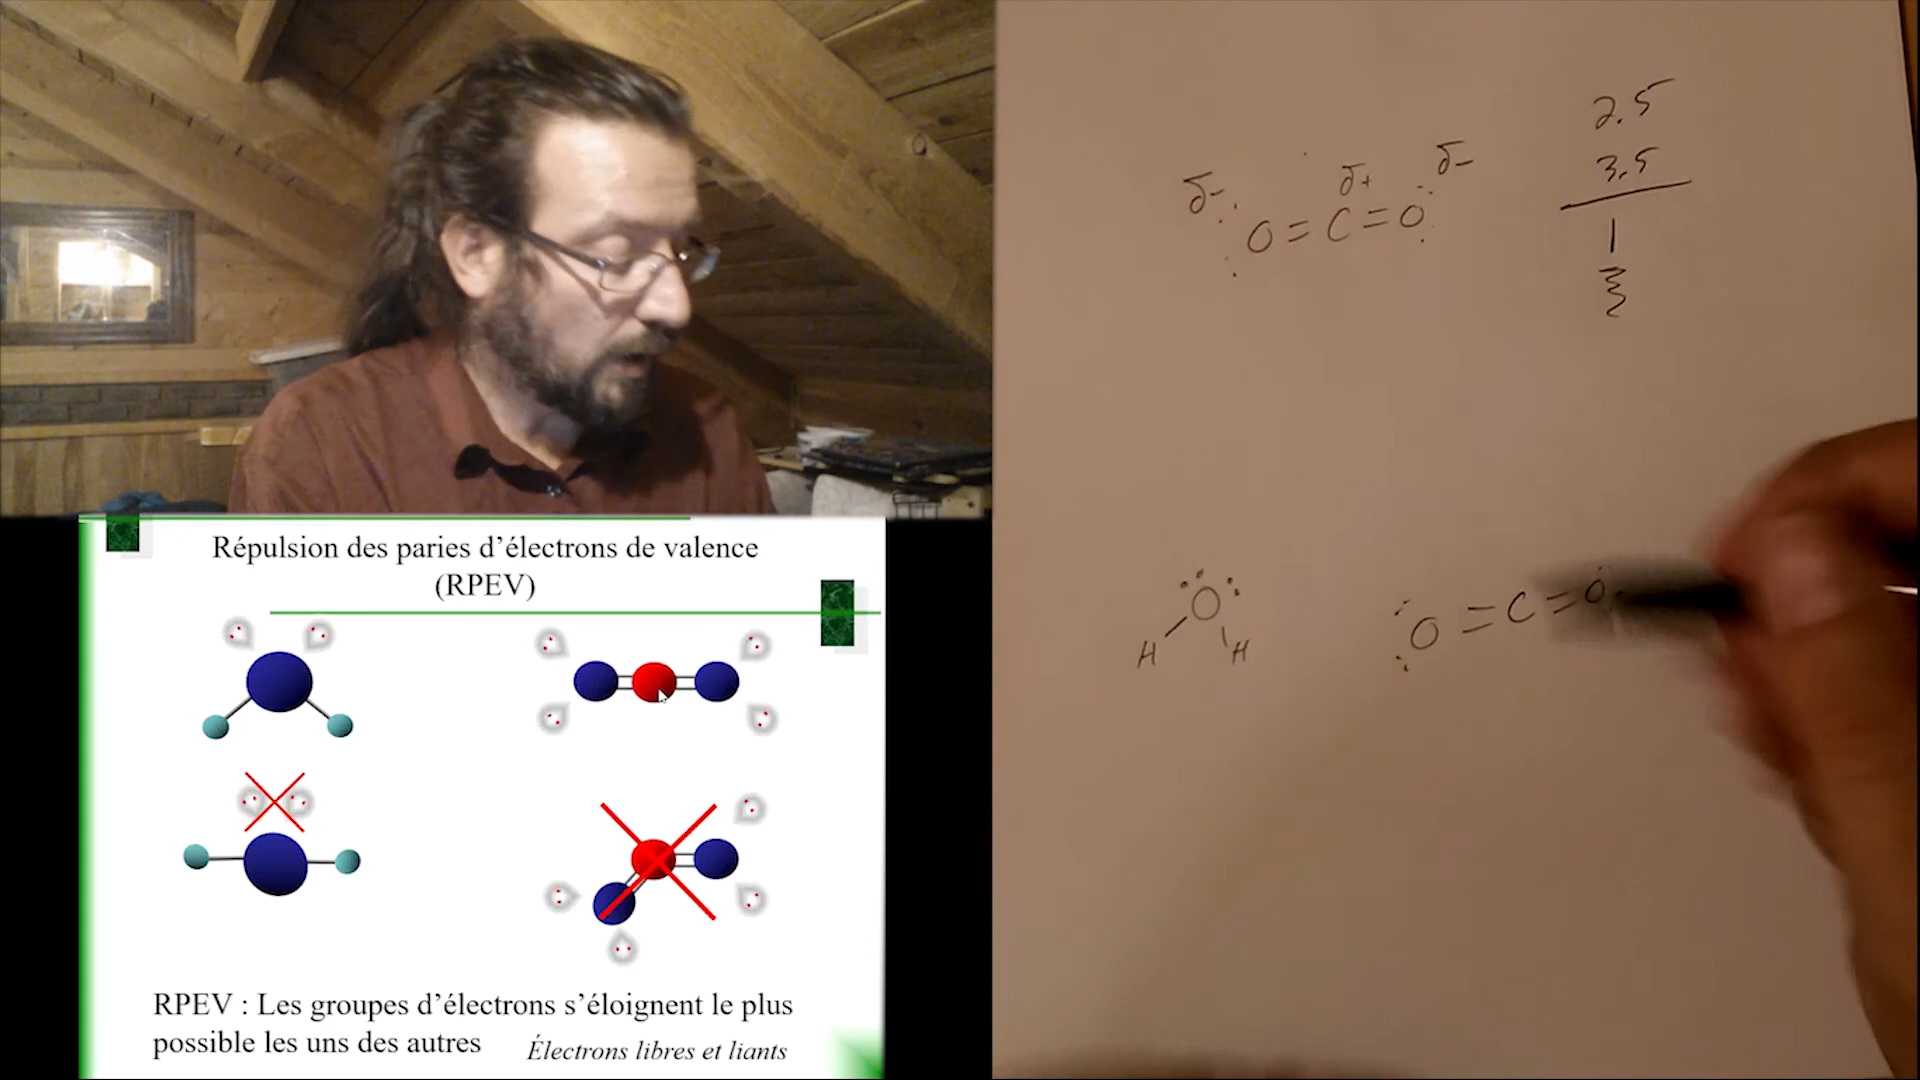 Répulsion des paries d’électrons de valence
(RPEV)
RPEV : Les groupes d’électrons s’éloignent le plus
possible les uns des autres
Électrons libres et liants
2.5
3.5
1
δ- δ+ δ-
O=C=O
O
H H
O=C=O